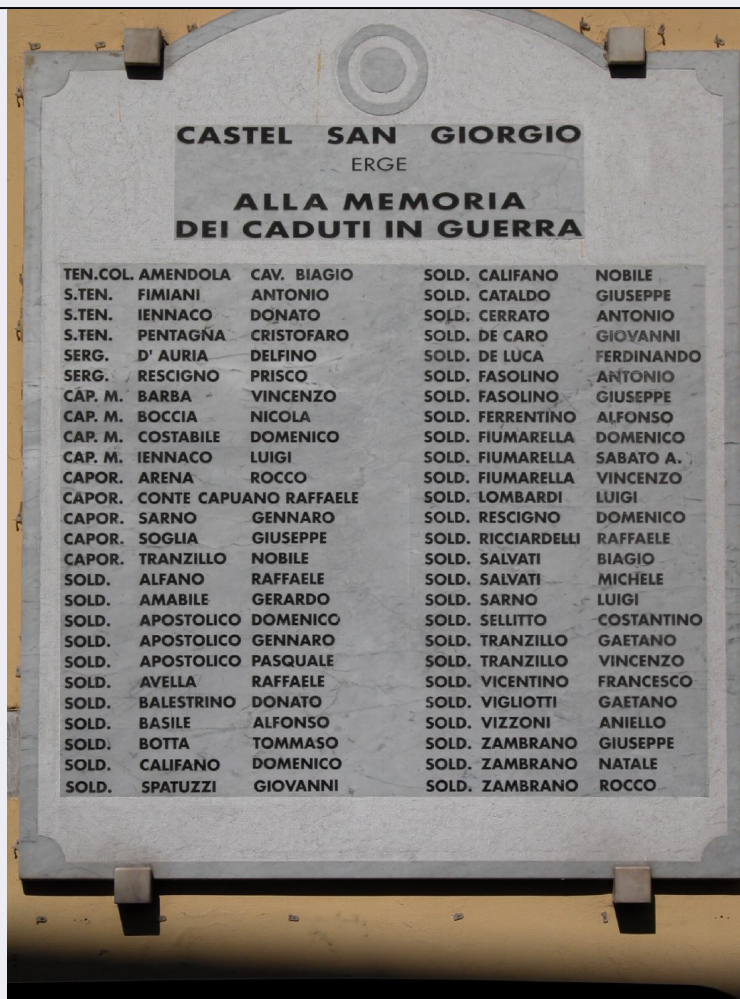 CASTEL SAN GIORGIO
ERGE
ALLA MEMORIA
DEI CADUTI IN GUERRA
TEN.COL. AMENDOLA CAV. BIAGIO
S.TEN. FIMIANI ANTONIO
S.TEN. IENNACO DONATO
S.TEN. PENTAGNA CRISTOFARO
SERG. D' AURIA DELFINO
SERG. RESCIGNO PRISCO
CAP. M. BARBA VINCENZO
CAP. M. BOCCIA NICOLA
CAP. M. COSTABILE DOMENICO
CAP. M. IENNACO LUIGI
CAPOR. ARENA ROCCO
CAPOR. CONTE CAPUANO RAFFAELE
CAPOR. SARNO GENNARO
CAPOR. SOGLIA GIUSEPPE
CAPOR. TRANZILLO NOBILE
SOLD. ALFANO RAFFAELE
SOLD. AMABILE GERARDO
SOLD. APOSTOLICO DOMENICO
SOLD. APOSTOLICO GENNARO
SOLD. APOSTOLICO PASQUALE
SOLD. AVELLA RAFFAELE
SOLD. BALESTRINO DONATO
SOLD. BASILE ALFONSO
SOLD. BOTTA TOMMASO
SOLD. CALIFANO DOMENICO
SOLD. SPATUZZI GIOVANNI
SOLD. CALIFANO NOBILE
SOLD. CATALDO GIUSEPPE
SOLD. CERRATO ANTONIO
SOLD. DE CARO GIOVANNI
SOLD. DE LUCA FERDINANDO
SOLD. FASOLINO ANTONIO
SOLD. FASOLINO GIUSEPPE
SOLD. FERRENTINO ALFONSO
SOLD. FIUMARELLA DOMENICO
SOLD. FIUMARELLA SABATO A.
SOLD. FIUMARELLA VINCENZO
SOLD. LOMBARDI LUIGI
SOLD. RESCIGNO DOMENICO
SOLD. RICCIARDELLI RAFFAELE
SOLD. SALVATI BIAGIO
SOLD. SALVATI MICHELE
SOLD. SARNO LUIGI
SOLD. SELLITTO COSTANTINO
SOLD. TRANZILLO GAETANO
SOLD. TRANZILLO VINCENZO
SOLD. VICENTINO FRANCESCO
SOLD. VIGLIOTTI GAETANO
SOLD. VIZZONI ANIELLO
SOLD. ZAMBRANO GIUSEPPE
SOLD. ZAMBRANO NATALE
SOLD. ZAMBRANO ROCCO